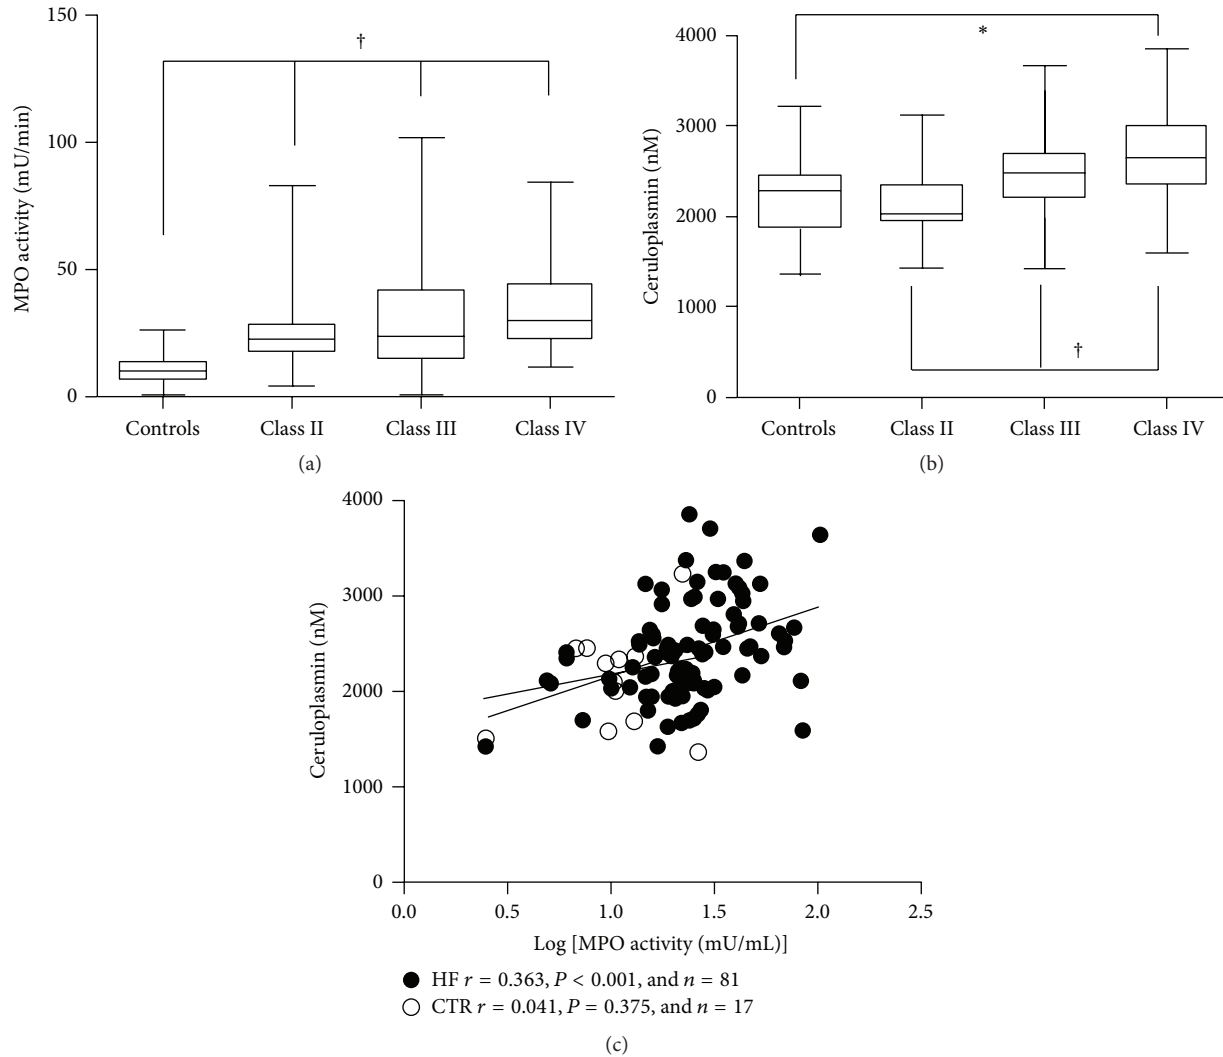 MPO activity (mU/min)
150
100
50
0
†
Controls Class II Class III Class IV
(a)
Ceruloplasmin (nM)
4000
3000
2000
1000
0
*
†
Controls Class II Class III Class IV
(b)
Ceruloplasmin (nM)
4000
3000
2000
1000
0
0.0 0.5 1.0 1.5 2.0 2.5
Log [MPO activity (mU/mL)]
HF r = 0.363, P < 0.001, and n = 81
CTR r = 0.041, P = 0.375, and n = 17
(c)